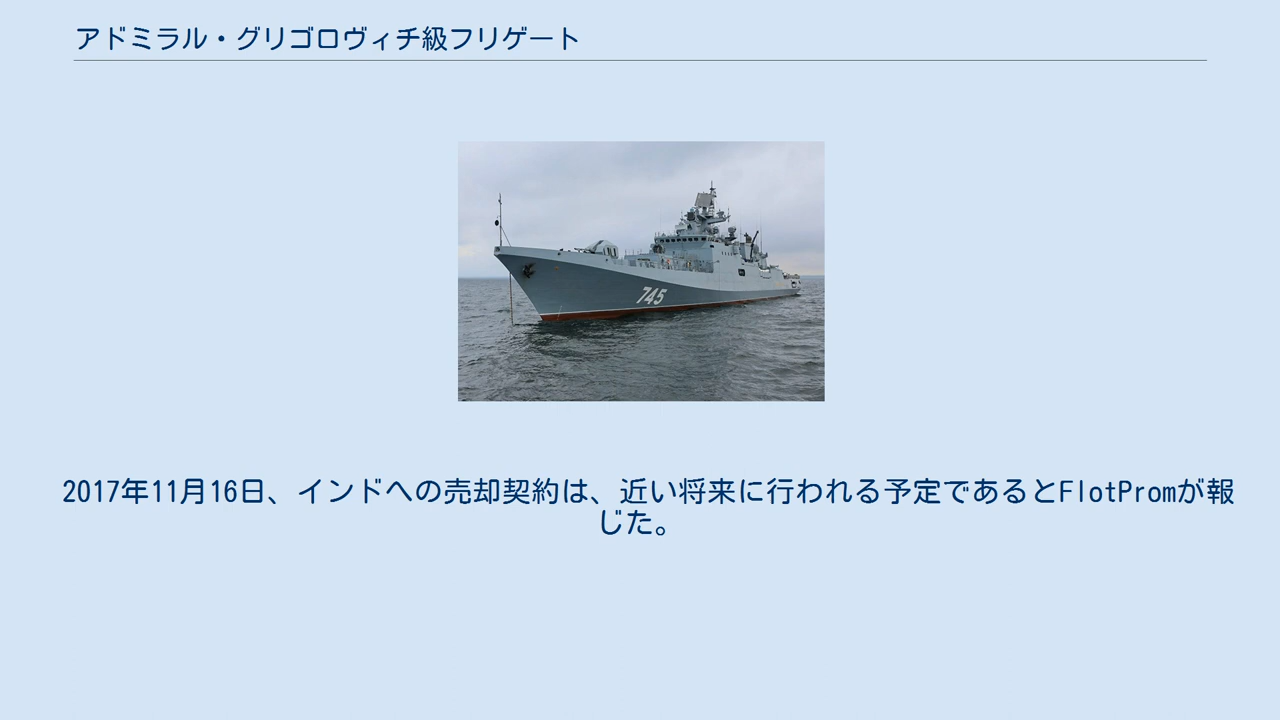 アドミラル・グリゴロヴィチ級フリゲート
745
2017年11月16日、インドへの売却契約は、近い将来に行われる予定であるとFlotPromが報
じた。